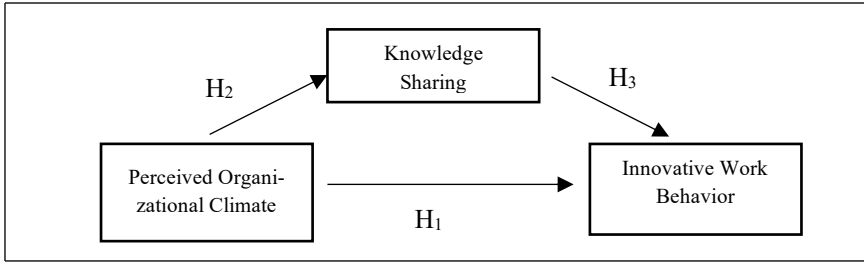 Knowledge
Sharing
H₂
H₃
Perceived Organi-
zational Climate
Innovative Work
Behavior
H₁